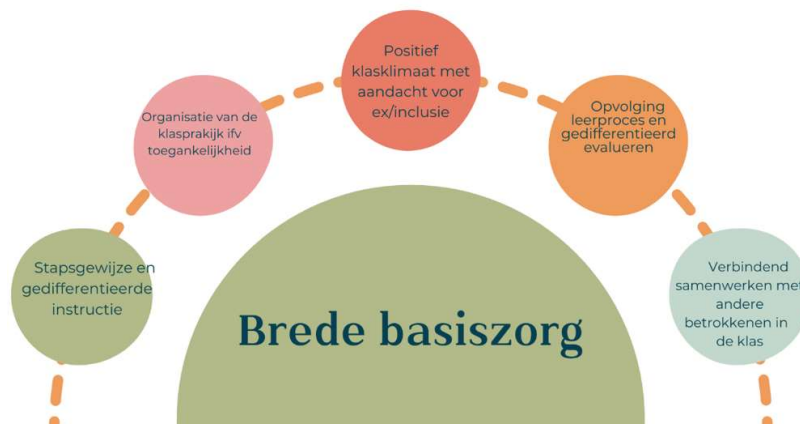 Positief
klasklimaat met
aandacht voor
ex/inclusie
Organisatie van de
klasprakijk ifv
toegankelijkheid
Opvolging
leerproces en
gedifferentieerd
evalueren
Stapsgewijze en
gedifferentieerde
instructie
Verbindend
samenwerken met
andere
betrokkenen in
de klas
Brede basiszorg